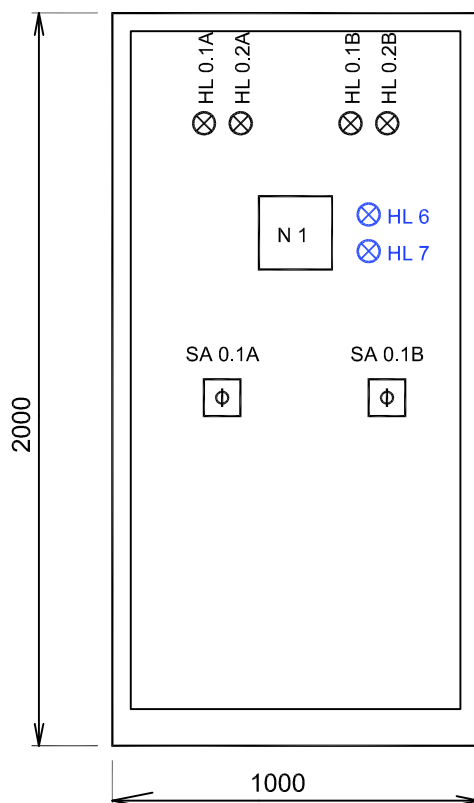 HL 0.1A
HL 0.2A
HL 0.1B
HL 0.2B
N 1
HL 6
HL 7
SA 0.1A
SA 0.1B
Φ
Φ
2000
1000